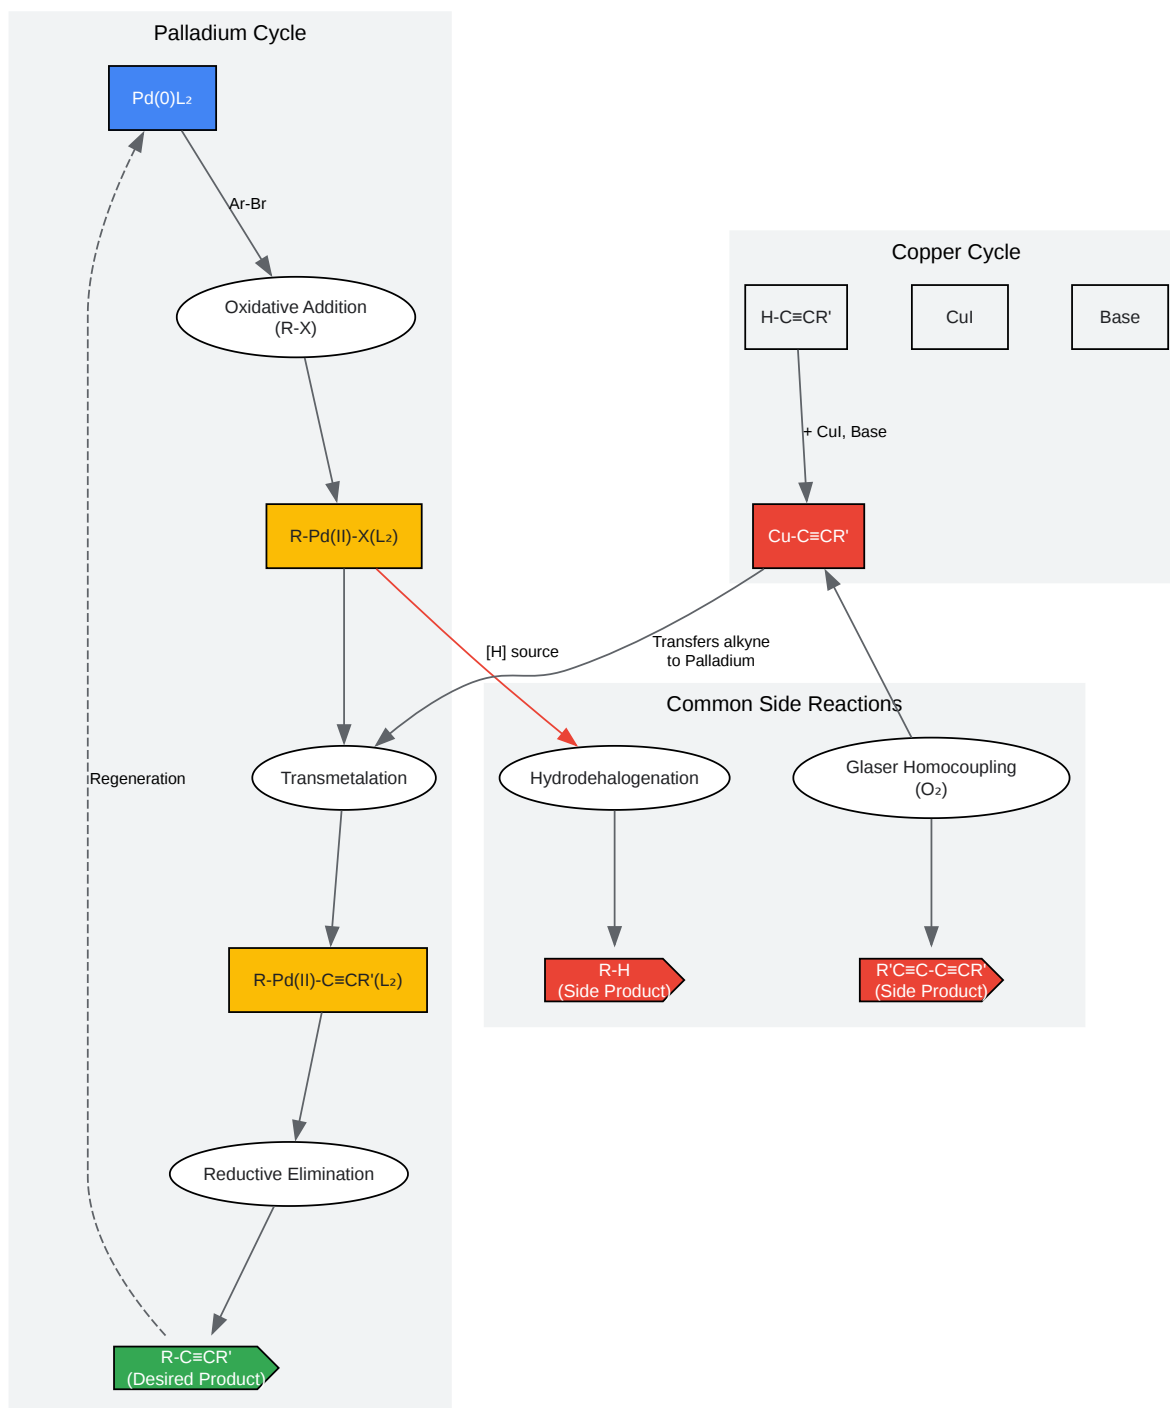 Palladium Cycle
Pd(0)L₂
Ar-Br
Oxidative Addition
(R-X)
Copper Cycle
H-C≡CR'
CuI
Base
+ CuI, Base
R-Pd(II)-X(L₂)
Cu-C≡CR'
[H] source
Transfers alkyne
to Palladium
Common Side Reactions
Regeneration
Transmetalation
Hydrodehalogenation
Glaser Homocoupling
(O₂)
R-Pd(II)-C≡CR'(L₂)
R-H
(Side Product)
R'C≡C-C≡CR'
(Side Product)
Reductive Elimination
R-C≡CR'
(Desired Product)